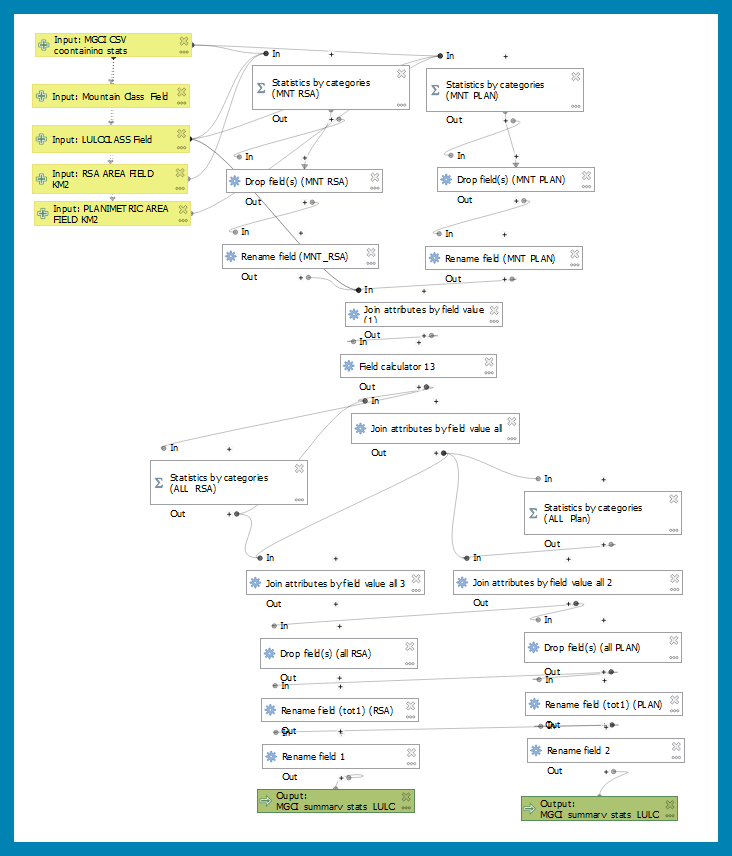 Input: MGCI CSV
coontaining stats
In
In
Input: Mountain Class Field
Statistics by categories
(MNT RSA)
Statistics by categories
(MNT PLAN)
Out
Out
Input: LULCCLASS Field
In
In
Input: RSA AREA FIELD
KM2
Drop field(s) (MNT RSA)
Drop field(s) (MNT PLAN)
Out
Out
Input: PLANIMETRIC AREA
FIELD KM2
In
In
Rename field (MNT_RSA)
Rename field (MNT PLAN)
Out
Out
In
Join attributes by field value
(1)
Out
In
Field calculator 13
Out
In
Join attributes by field value all
In
Out
Statistics by categories
(ALL RSA)
In
Statistics by categories
(ALL Plan)
Out
Out
In
In
Join attributes by field value all 3
Join attributes by field value all 2
Out
Out
In
In
Drop field(s) (all RSA)
Drop field(s) (all PLAN)
Out
Out
In
In
Rename field (tot1) (RSA)
Rename field (tot1) (PLAN)
Out
Out
In
In
Rename field 1
Rename field 2
Out
Out
Ouput:
MGCI summary stats LULC
Output:
MGCI summary stats LULC